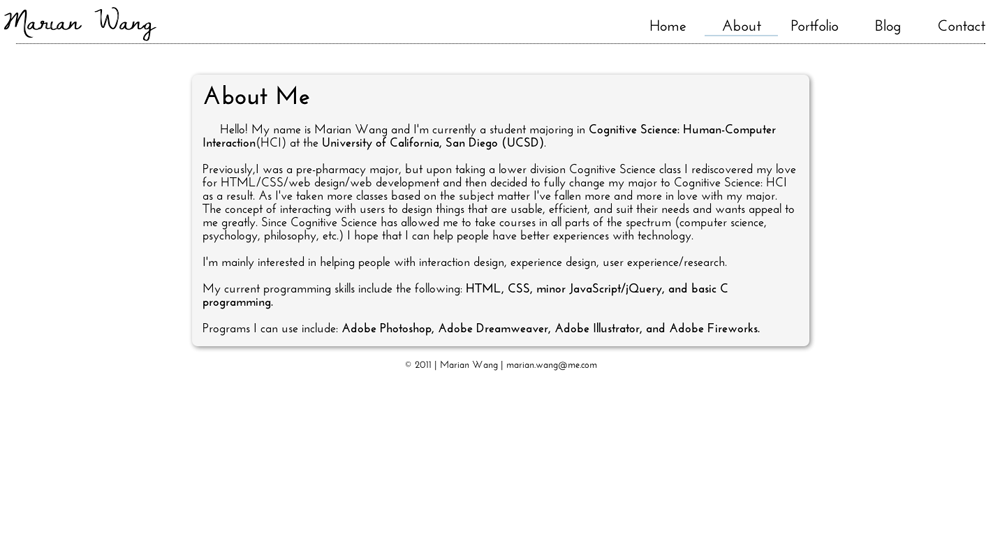 Marian Wang
Home About Portfolio Blog Contact
About Me
Hello! My name is Marian Wang and I'm currently a student majoring in Cognitive Science: Human-Computer
Interaction(HCI) at the University of California, San Diego (UCSD).
Previously,I was a pre-pharmacy major, but upon taking a lower division Cognitive Science class I rediscovered my love
for HTML/CSS/web design/web development and then decided to fully change my major to Cognitive Science: HCI
as a result. As I've taken more classes based on the subject matter I've fallen more and more in love with my major.
The concept of interacting with users to design things that are usable, efficient, and suit their needs and wants appeal to
me greatly. Since Cognitive Science has allowed me to take courses in all parts of the spectrum (computer science,
psychology, philosophy, etc.) I hope that I can help people have better experiences with technology.
I'm mainly interested in helping people with interaction design, experience design, user experience/research.
My current programming skills include the following: HTML, CSS, minor JavaScript/jQuery, and basic C
programming.
Programs I can use include: Adobe Photoshop, Adobe Dreamweaver, Adobe Illustrator, and Adobe Fireworks.
© 2011 | Marian Wang | marian.wang@me.com